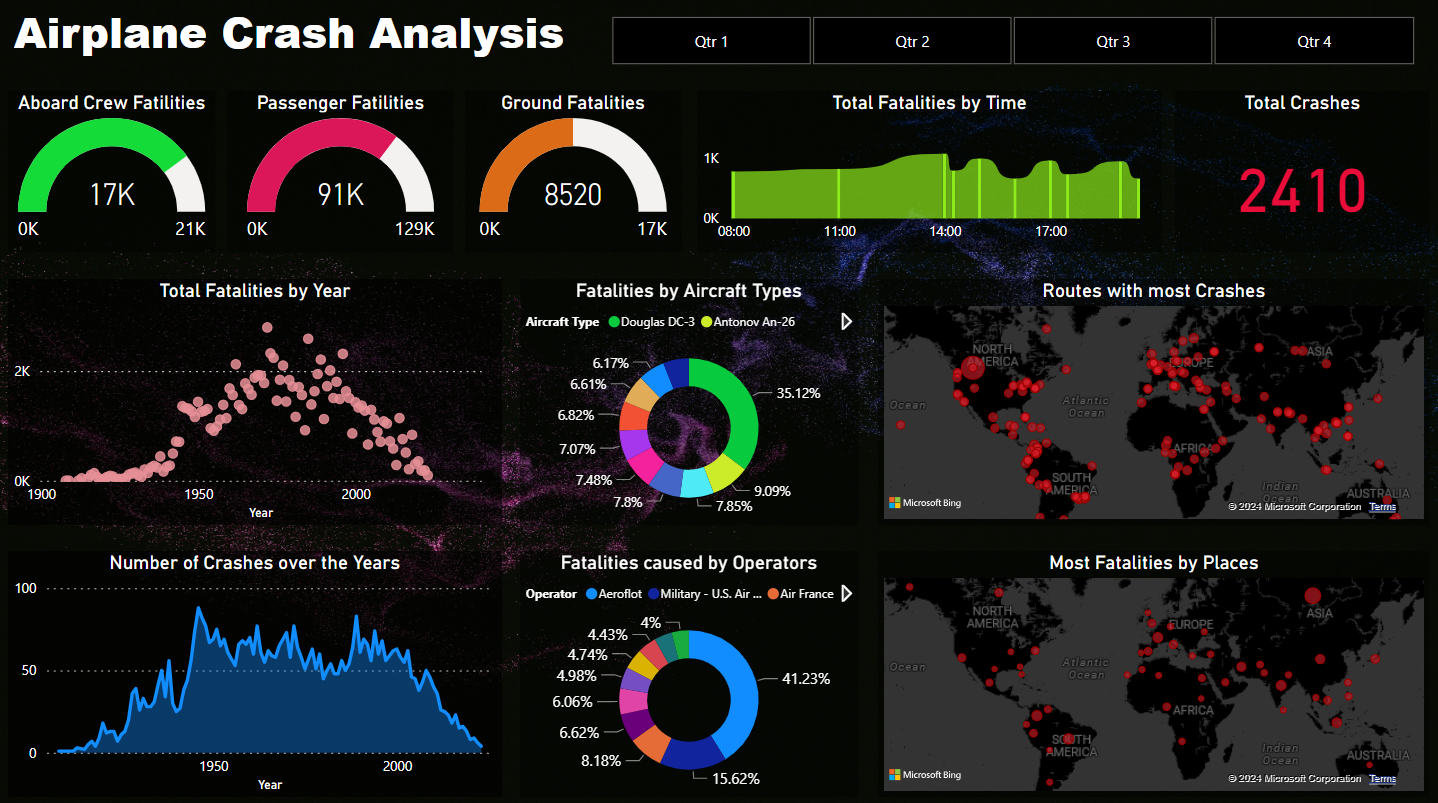 Airplane Crash Analysis
Qtr 1
Qtr 2
Qtr 3
Qtr 4
Aboard Crew Fatilities
17K
0K
21K
Passenger Fatilities
91K
0K
129K
Ground Fatalities
8520
0K
17K
Total Fatalities by Time
1K
0K
08:00
11:00
14:00
17:00
Total Crashes
2410
Total Fatalities by Year
2K
0K
1900
1950
2000
Year
Fatalities by Aircraft Types
Aircraft Type
Douglas DC-3
Antonov An-26
6.17%
6.61%
6.82%
7.07%
7.48%
7.8%
7.85%
9.09%
35.12%
Routes with most Crashes
NORTH
AMERICA
EUROPE
ASIA
Ocean
Atlantic
Ocean
AFRICA
SOUTH
AMERICA
Indian
Ocean
AUSTRALIA
Microsoft Bing
© 2024 Microsoft Corporation Terms
Number of Crashes over the Years
100
50
0
1950
2000
Year
Fatalities caused by Operators
Operator
Aeroflot
Military - U.S. Air ...
Air France
4%
4.43%
4.74%
4.98%
6.06%
6.62%
8.18%
15.62%
41.23%
Most Fatalities by Places
NORTH
AMERICA
EUROPE
ASIA
Ocean
Atlantic
Ocean
AFRICA
SOUTH
AMERICA
Indian
Ocean
AUSTRALIA
Microsoft Bing
© 2024 Microsoft Corporation Terms